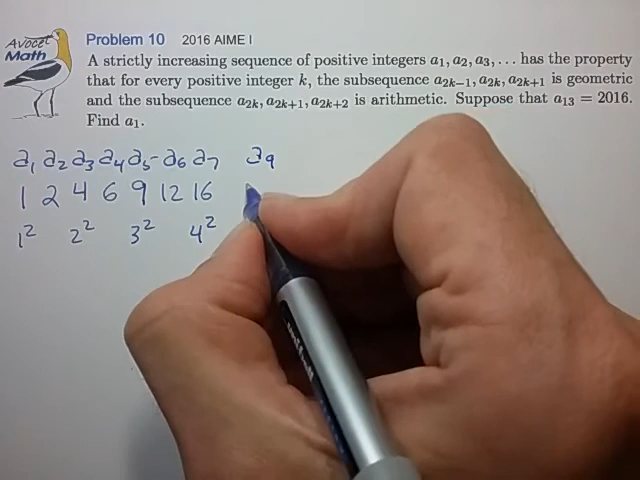 Avocet
Math
Problem 10 2016 AIME I
A strictly increasing sequence of positive integers a₁, a₂, a₃, … has the property
that for every positive integer k, the subsequence a₂ₖ₋₁, a₂ₖ, a₂ₖ₊₁ is geometric
and the subsequence a₂ₖ, a₂ₖ₊₁, a₂ₖ₊₂ is arithmetic. Suppose that a₁₃ = 2016.
Find a₁.
a₁ a₂ a₃ a₄ a₅ a₆ a₇ a₉
1 2 4 6 9 12 16
1² 2² 3² 4²